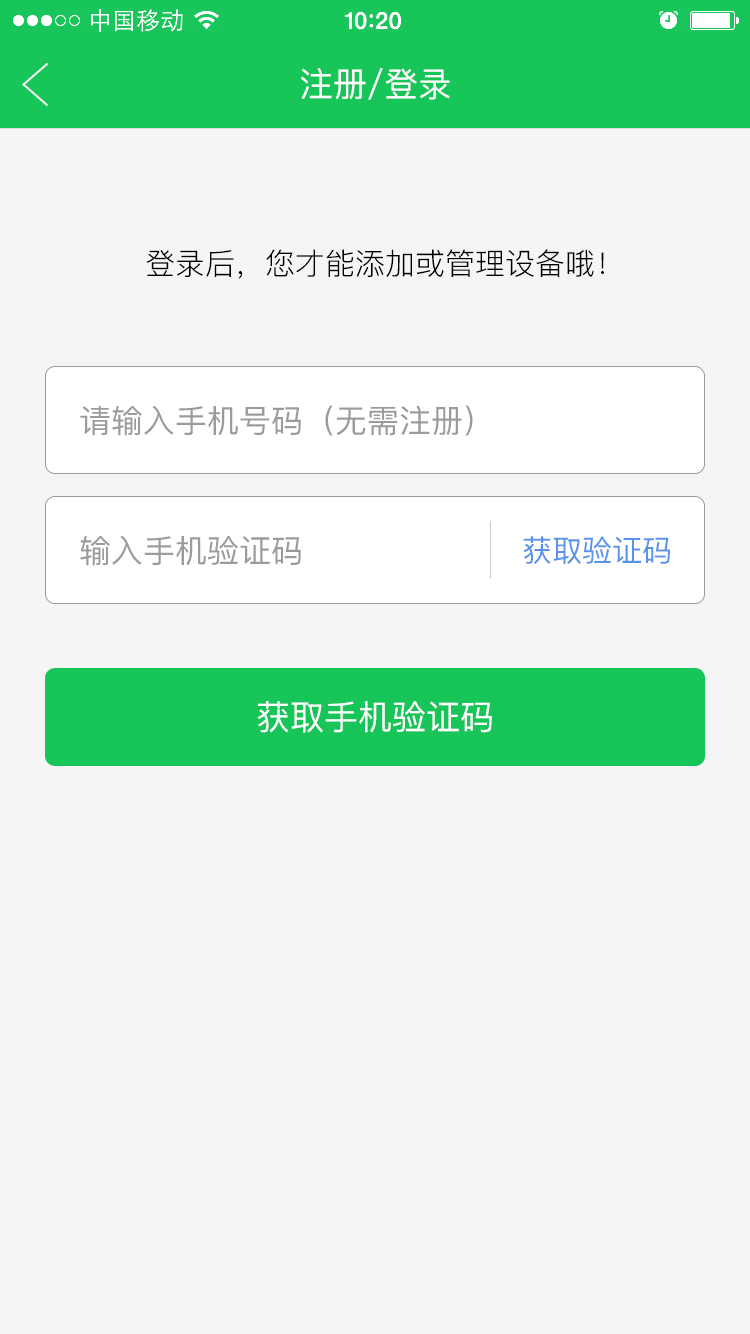 中国移动 10:20
注册/登录
登录后，您才能添加或管理设备哦！
请输入手机号码（无需注册）
输入手机验证码 获取验证码
获取手机验证码